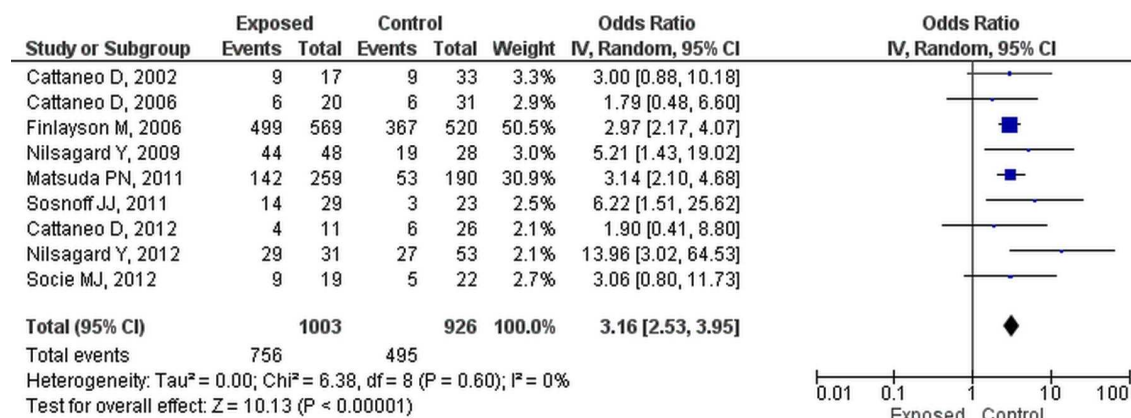 Exposed Control Odds Ratio Odds Ratio
Study or Subgroup Events Total Events Total Weight IV, Random, 95% CI IV, Random, 95% CI
Cattaneo D, 2002 9 17 9 33 3.3% 3.00 [0.88, 10.18]
Cattaneo D, 2006 6 20 6 31 2.9% 1.79 [0.48, 6.60]
Finlayson M, 2006 499 569 367 520 50.5% 2.97 [2.17, 4.07]
Nilsagard Y, 2009 44 48 19 28 3.0% 5.21 [1.43, 19.02]
Matsuda PN, 2011 142 259 53 190 30.9% 3.14 [2.10, 4.68]
Sosnoff JJ, 2011 14 29 3 23 2.5% 6.22 [1.51, 25.62]
Cattaneo D, 2012 4 11 6 26 2.1% 1.90 [0.41, 8.80]
Nilsagard Y, 2012 29 31 27 53 2.1% 13.96 [3.02, 64.53]
Socie MJ, 2012 9 19 5 22 2.7% 3.06 [0.80, 11.73]
Total (95% CI) 1003 926 100.0% 3.16 [2.53, 3.95]
Total events 756 495
Heterogeneity: Tau² = 0.00; Chi² = 6.38, df = 8 (P = 0.60); I² = 0%
Test for overall effect: Z = 10.13 (P < 0.00001)
0.01 0.1 1 10 100
Exposed Control